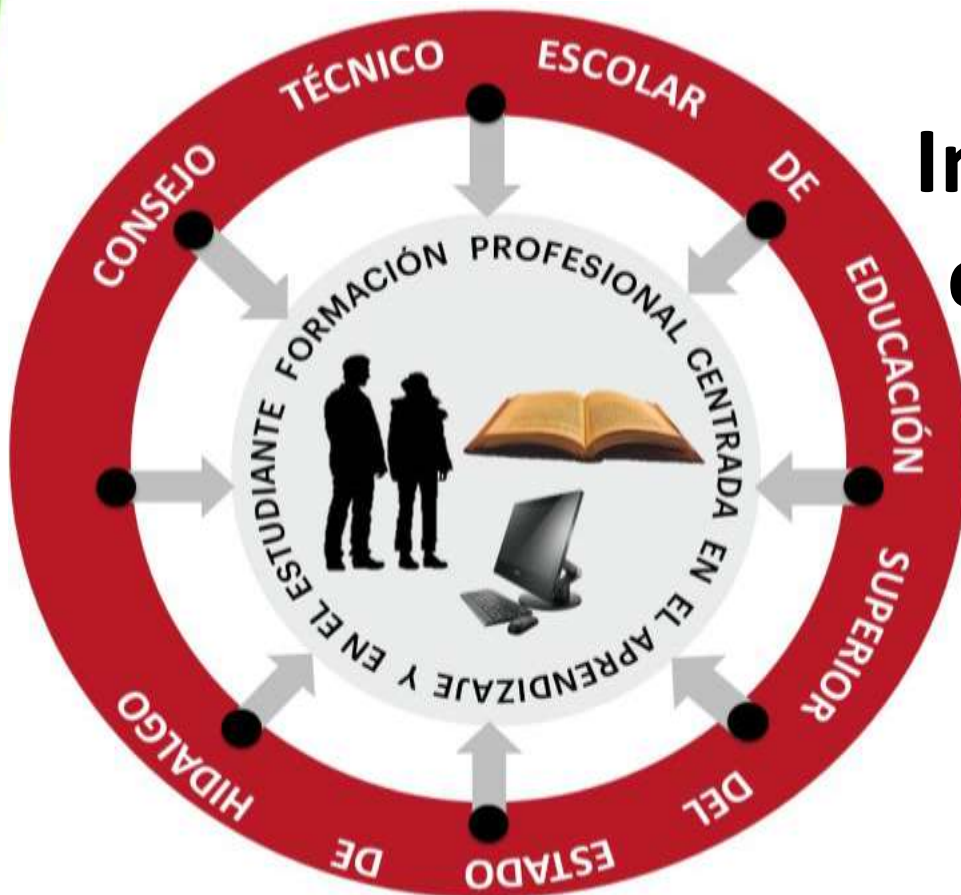 CONSEJO TÉCNICO ESCOLAR DE EDUCACIÓN SUPERIOR DEL ESTADO DE HIDALGO
FORMACIÓN PROFESIONAL CENTRADA EN EL APRENDIZAJE Y EN EL ESTUDIANTE